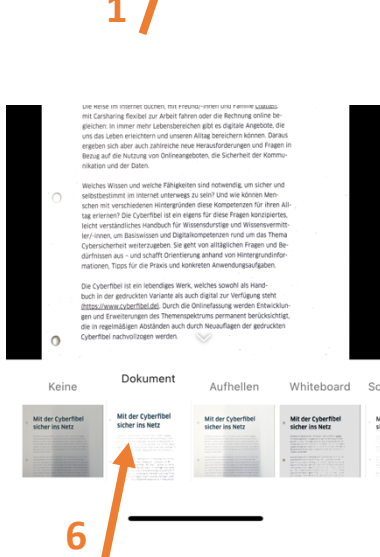 1
Die Reise im Internet buchen, mit Freund/-innen und Familie chatten,
mit Carsharing flexibel zur Arbeit fahren oder die Rechnung online be-
gleichen: In immer mehr Lebensbereichen gibt es digitale Angebote, die
uns das Leben erleichtern und unseren Alltag bereichern können. Daraus
ergeben sich aber auch zahlreiche neue Herausforderungen und Fragen in
Bezug auf die Nutzung von Onlineangeboten, die Sicherheit der Kommu-
nikation und der Daten.
Welches Wissen und welche Fähigkeiten sind notwendig, um sicher und
selbstbestimmt im Internet unterwegs zu sein? Und wie können Men-
schen mit verschiedenen Hintergründen diese Kompetenzen für ihren All-
tag erlernen? Die Cyberfibel ist ein eigens für diese Fragen konzipiertes,
leicht verständliches Handbuch für Wissensdurstige und Wissensvermitt-
ler/-innen, um Basiswissen und Digitalkompetenzen rund um das Thema
Cybersicherheit weiterzugeben. Sie geht von alltäglichen Fragen und Be-
dürfnissen aus – und schafft Orientierung anhand von Hintergrundinfor-
mationen, Tipps für die Praxis und konkreten Anwendungsaufgaben.
Die Cyberfibel ist ein lebendiges Werk, welches sowohl als Hand-
buch in der gedruckten Variante als auch digital zur Verfügung steht
(https://www.cyberfibel.de). Durch die Onlinefassung werden Entwicklun-
gen und Erweiterungen des Themenspektrums permanent berücksichtigt,
die in regelmäßigen Abständen auch durch Neuauflagen der gedruckten
Cyberfibel nachvollzogen werden.
Keine Dokument Aufhellen Whiteboard
Mit der Cyberfibel
sicher ins Netz
Mit der Cyberfibel
sicher ins Netz
Mit der Cyberfibel
sicher ins Netz
Mit der Cyberfibel
sicher ins Netz
6